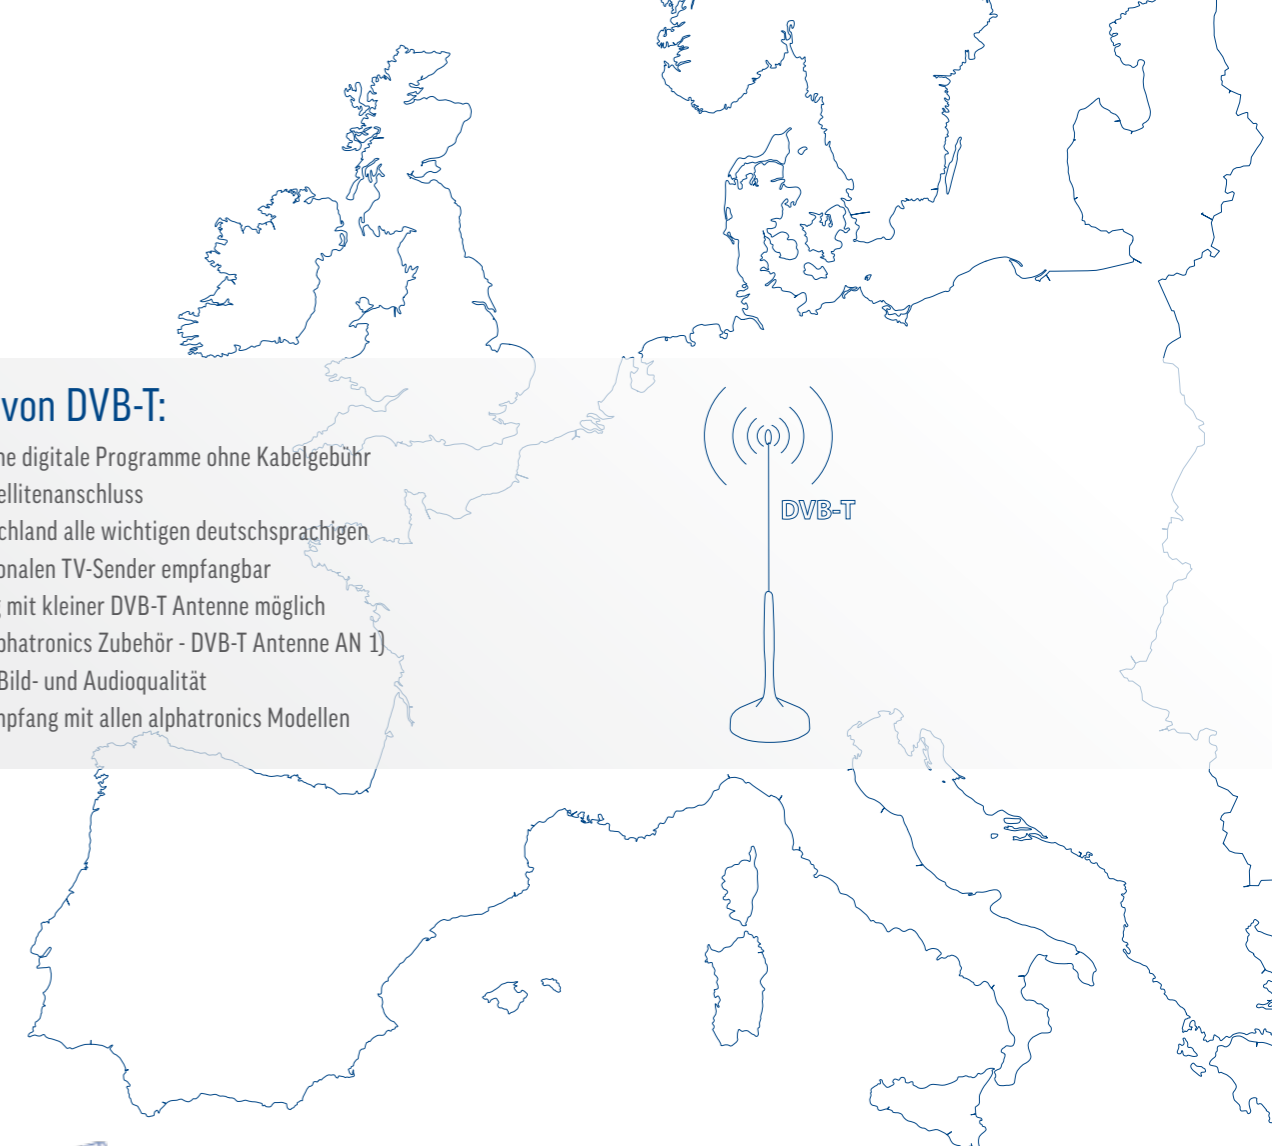 von DVB-T:
ne digitale Programme ohne Kabelgebühr
ellitenanschluss
chland alle wichtigen deutschsprachigen
onalen TV-Sender empfangbar
mit kleiner DVB-T Antenne möglich
phatronics Zubehör - DVB-T Antenne AN 1)
Bild- und Audioqualität
mpfang mit allen alphatronics Modellen
DVB-T